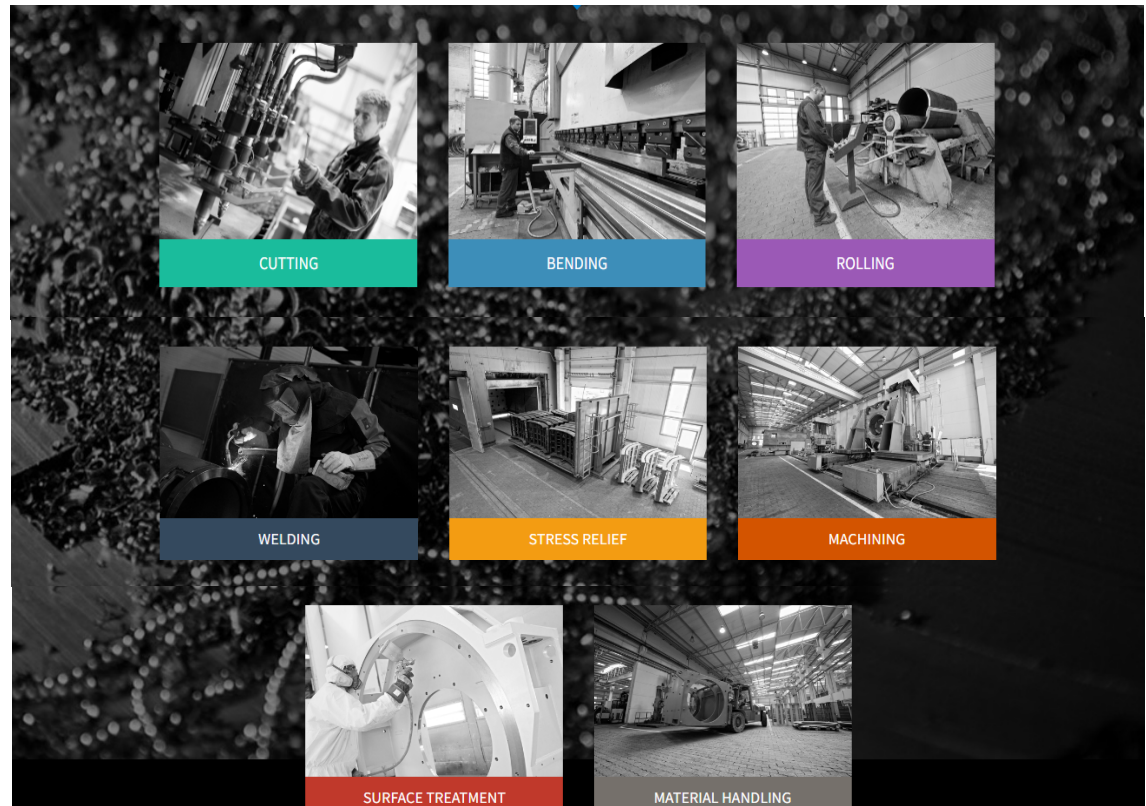 CUTTING
BENDING
ROLLING
WELDING
STRESS RELIEF
MACHINING
SURFACE TREATMENT
MATERIAL HANDLING